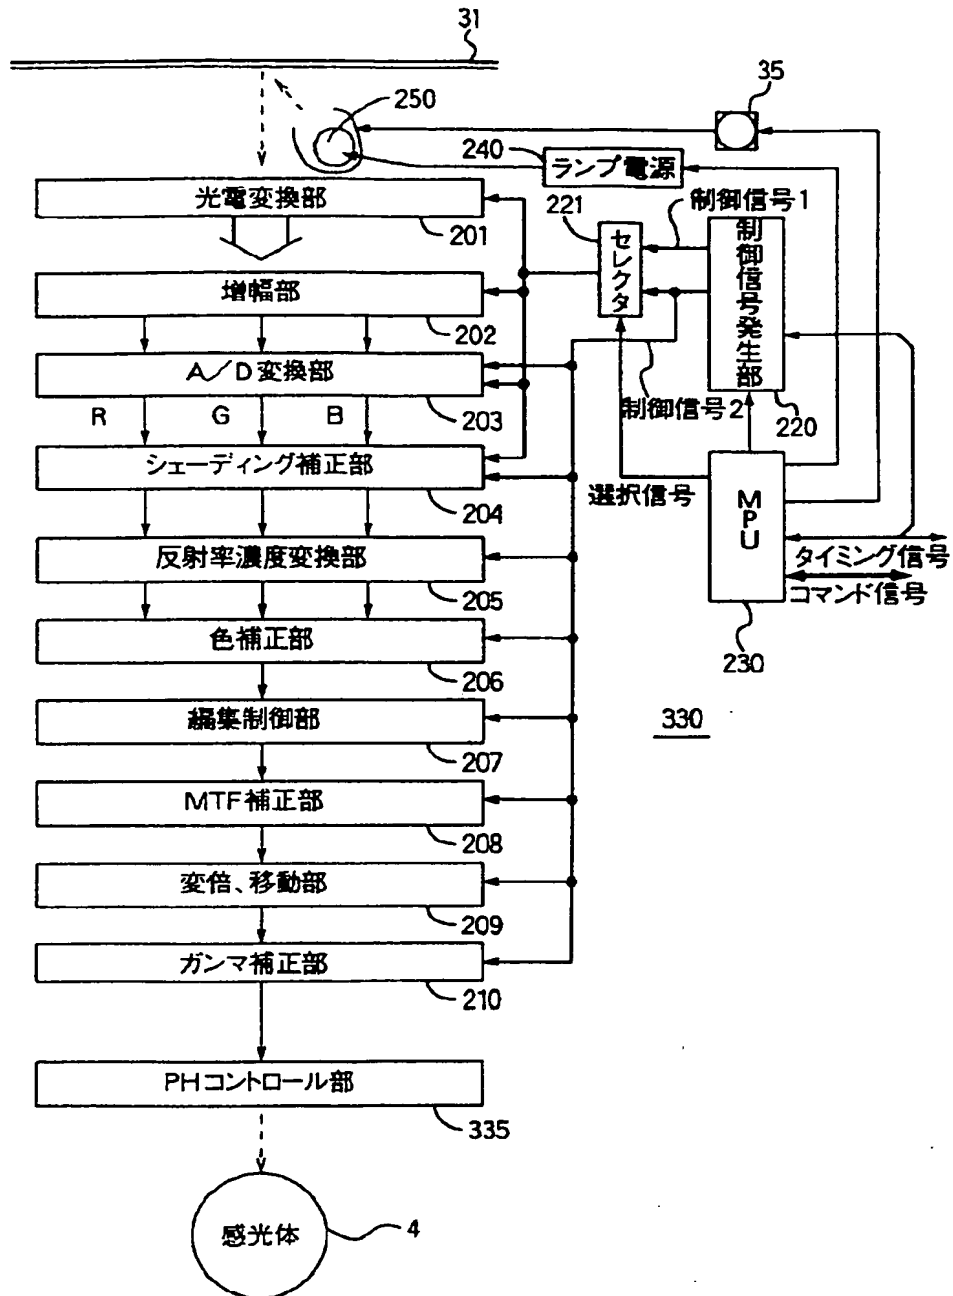 31
35
250
240
ランプ電源
光電変換部
201
221
セレクタ
制御信号1
制御信号発生部
増幅部
202
A/D変換部
203
制御信号2
220
R G B
シェーディング補正部
204
選択信号
MPU
タイミング信号
コマンド信号
230
反射率濃度変換部
205
色補正部
206
330
編集制御部
207
MTF補正部
208
変倍、移動部
209
ガンマ補正部
210
PHコントロール部
335
感光体
4